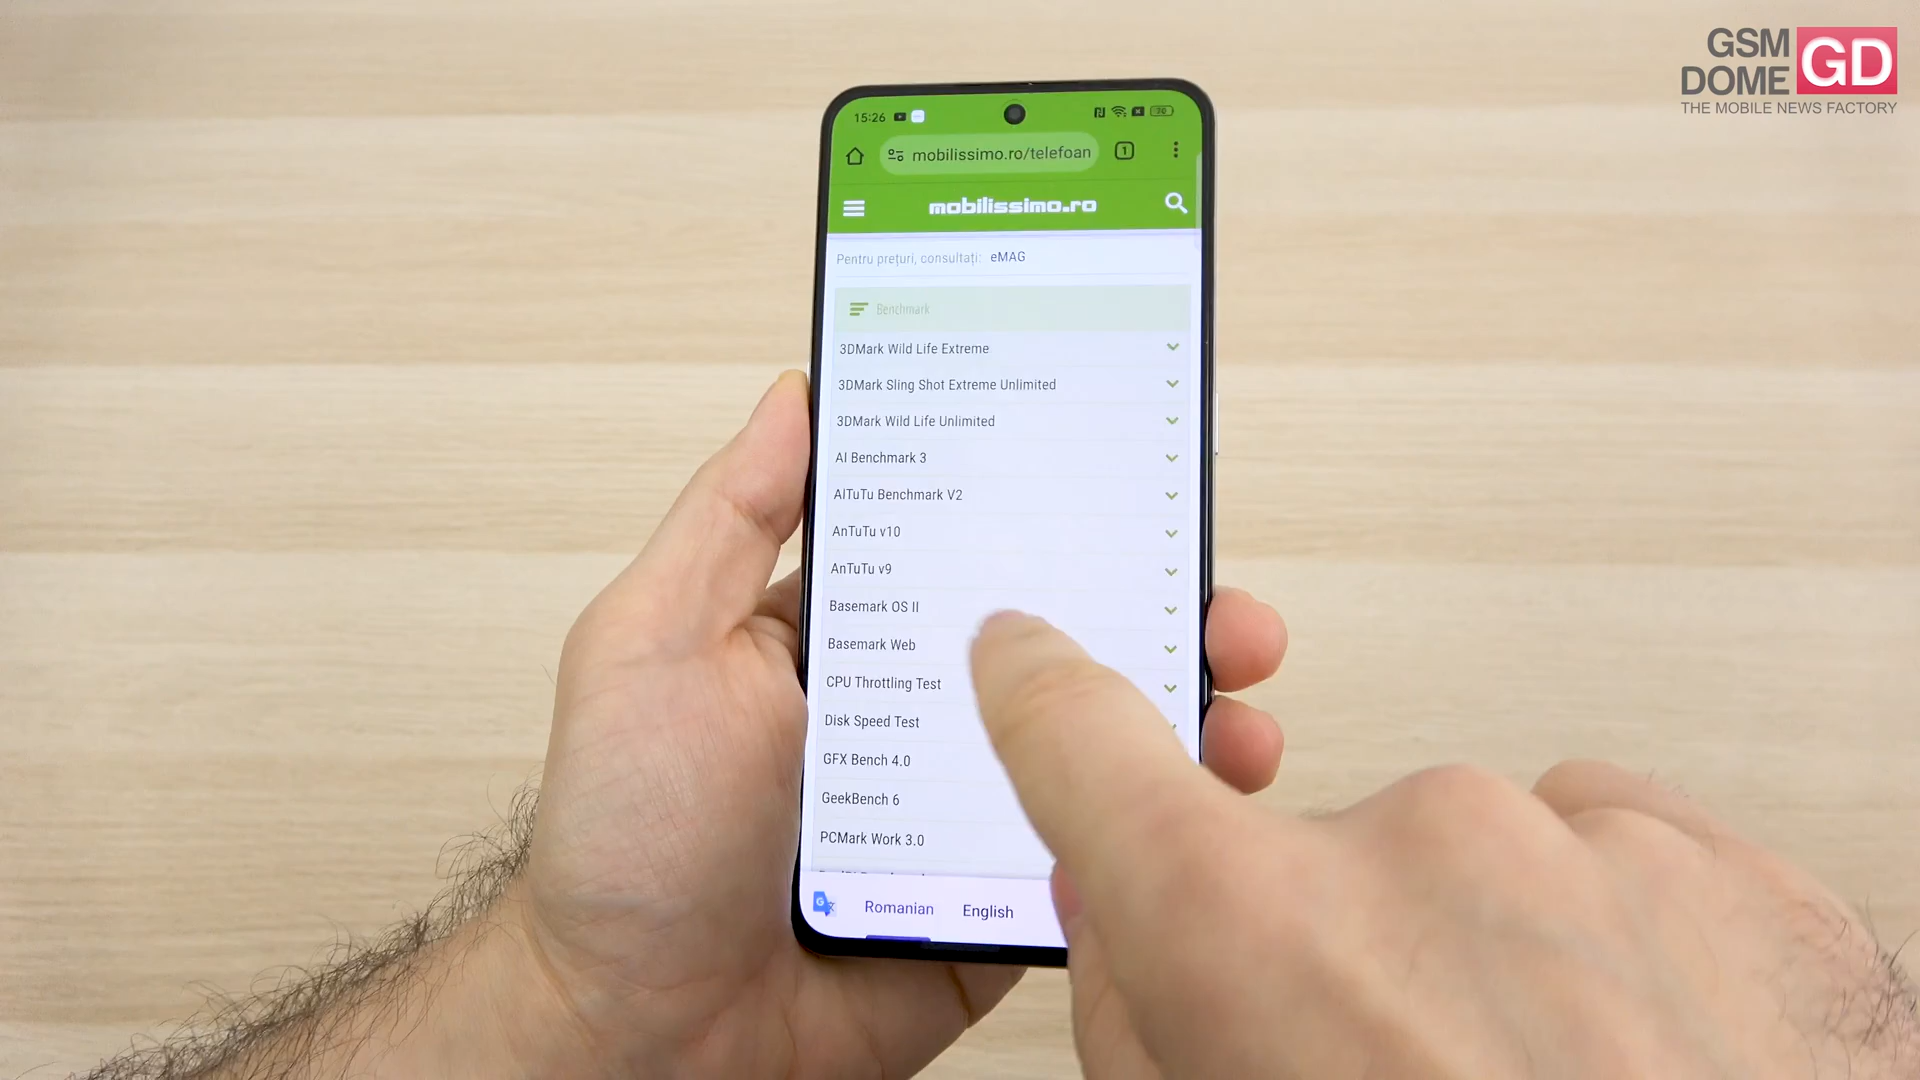 GSM
DOME
GD
THE MOBILE NEWS FACTORY
15:26
mobilissimo.ro/telefoan
1
mobilissimo.ro
Pentru prețuri, consultați: eMAG
Benchmark
3DMark Wild Life Extreme
3DMark Sling Shot Extreme Unlimited
3DMark Wild Life Unlimited
AI Benchmark 3
AITuTu Benchmark V2
AnTuTu v10
AnTuTu v9
Basemark OS II
Basemark Web
CPU Throttling Test
Disk Speed Test
GFX Bench 4.0
GeekBench 6
PCMark Work 3.0
Romanian English